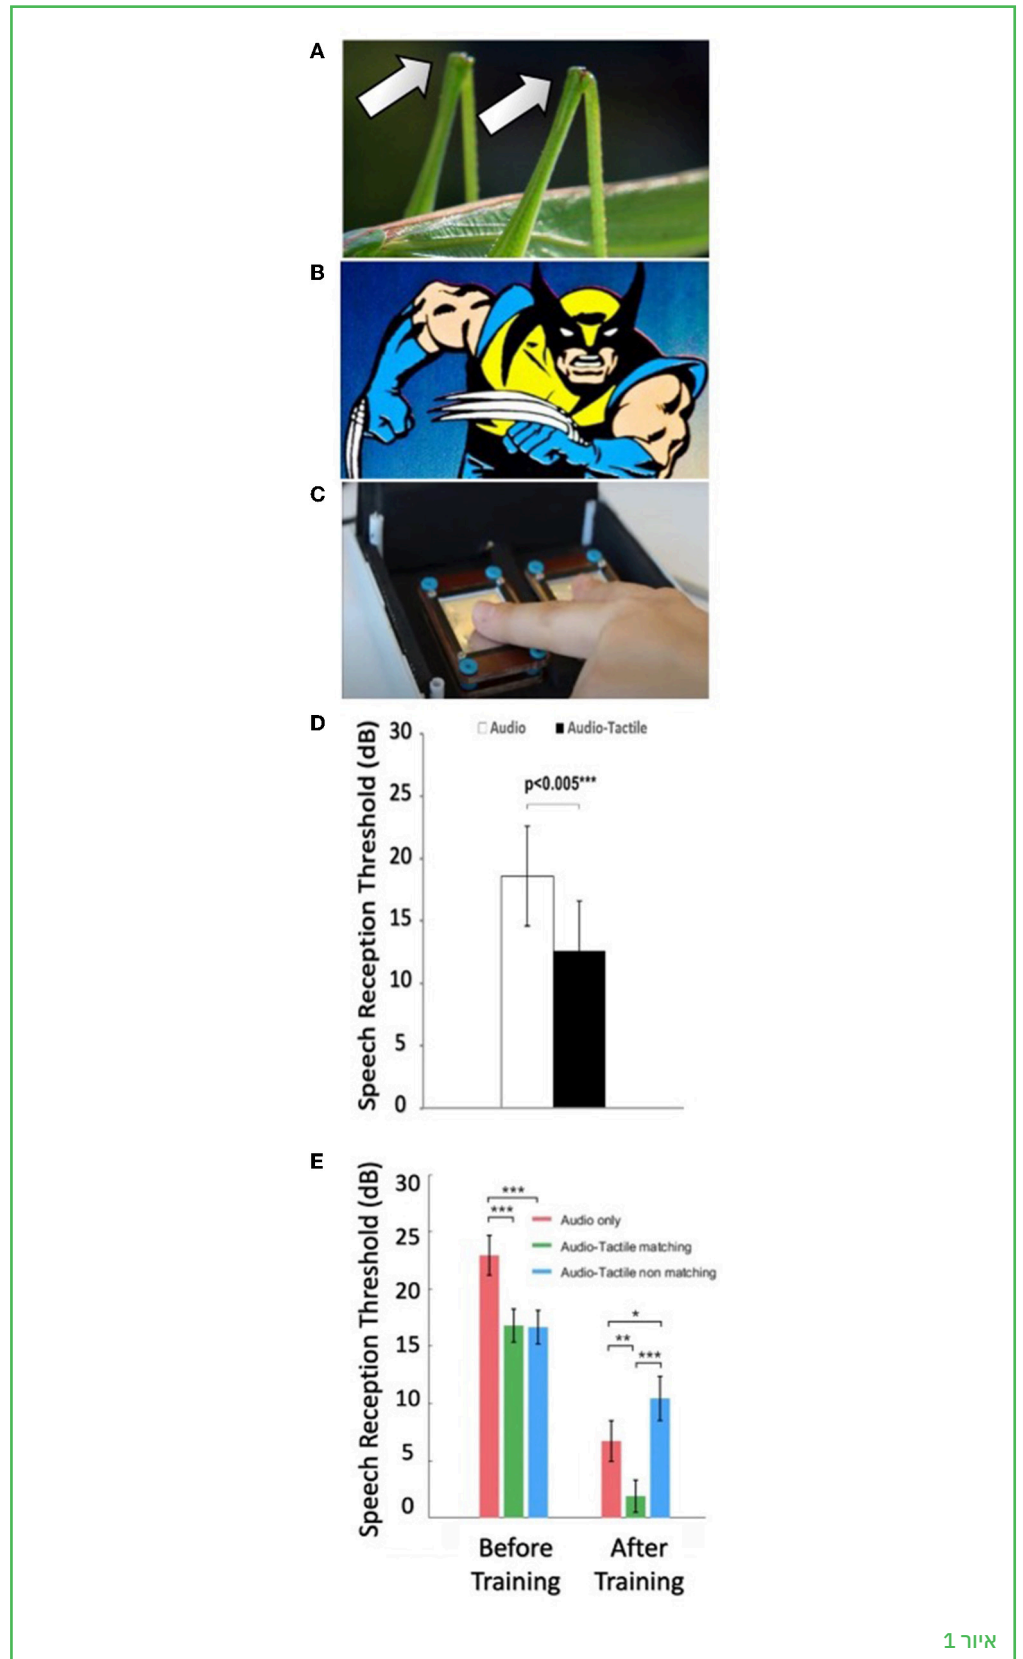 A
B
C
D
Speech Reception Threshold (dB)
30
25
20
15
10
5
0
Audio
Audio-Tactile
p<0.005***
E
Speech Reception Threshold (dB)
30
25
20
15
10
5
0
***
***
Audio only
Audio-Tactile matching
Audio-Tactile non matching
*
**
***
Before
Training
After
Training
איור 1